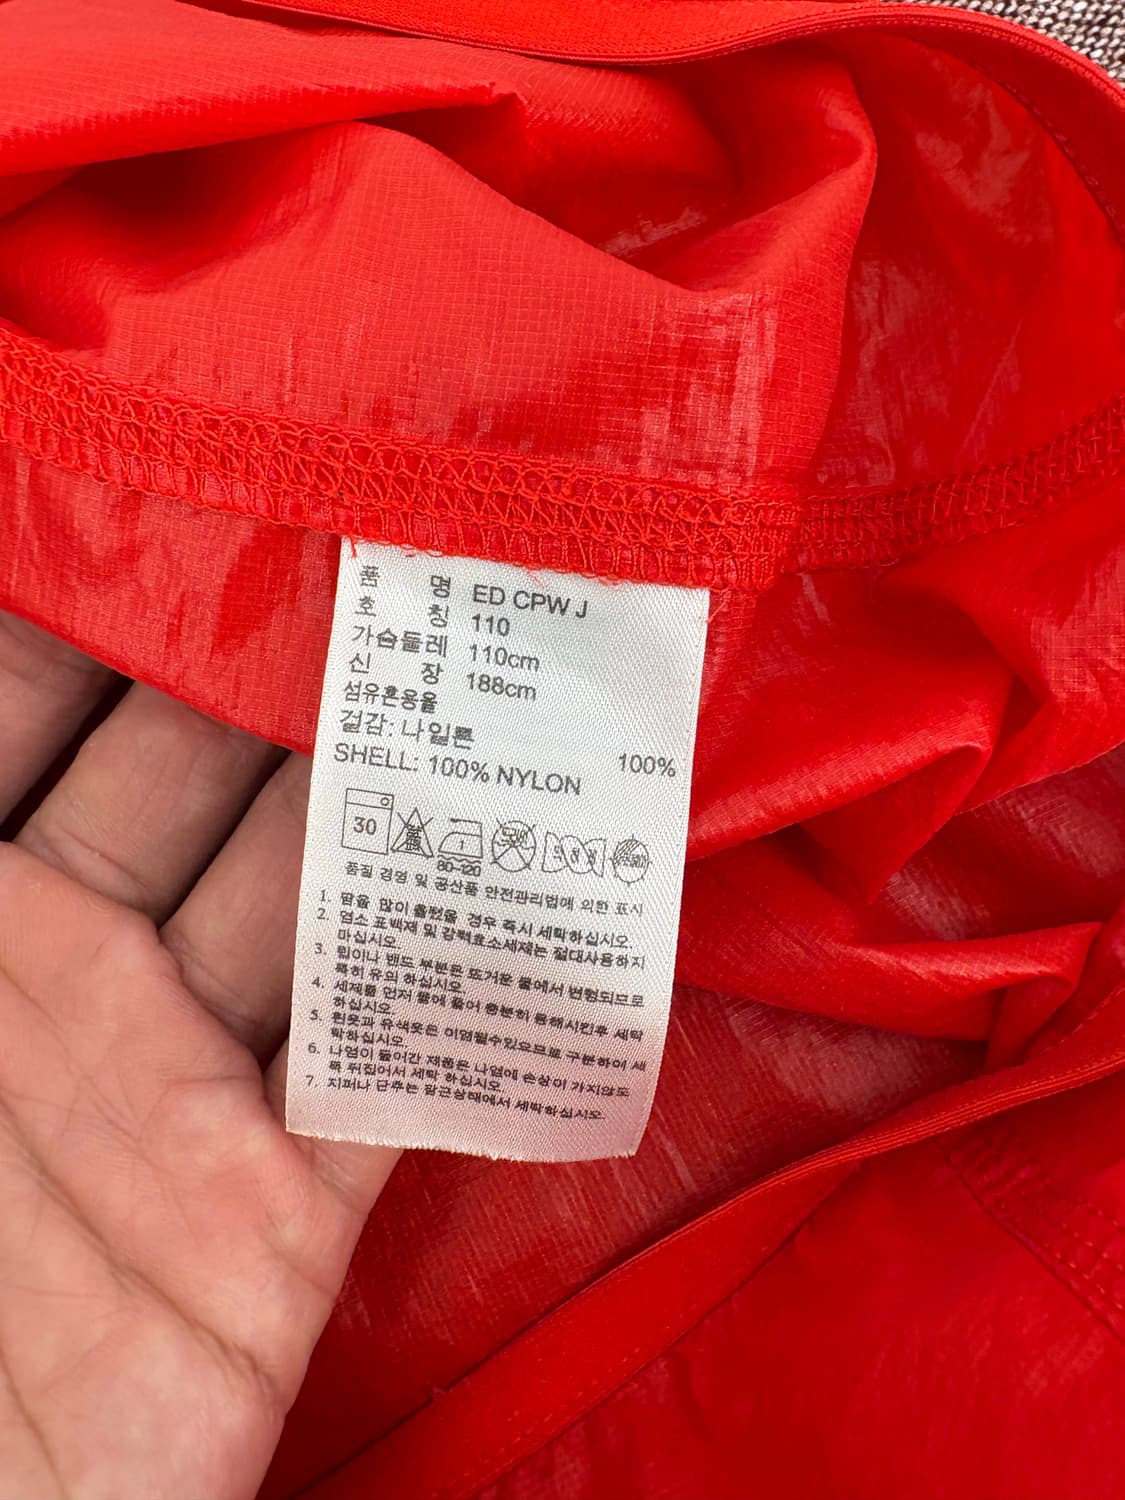 품 명 ED CPW J
호 칭 110
가슴둘레 110cm
신 장 188cm
섬유혼용율
겉감: 나일론 100%
SHELL: 100% NYLON
30
80~120
품질 경영 및 공산품 안전관리법에 의한 표시
1. 땀을 많이 흘렸을 경우 즉시 세탁하십시오.
2. 염소 표백제 및 강력효소세제는 절대사용하지
마십시오.
3. 립이나 밴드 부분은 뜨거운 물에서 변형되므로
특히 유의 하십시오.
4. 세제를 먼저 물에 풀어 충분히 용해시킨후 세탁
하십시오.
5. 흰옷과 유색옷은 이염될수있으므로 구분하여 세
탁하십시오.
6. 나염이 들어간 제품은 나염에 손상이 가지않도
록 뒤집어서 세탁 하십시오.
7. 지퍼나 단추는 잠근상태에서 세탁하십시오.